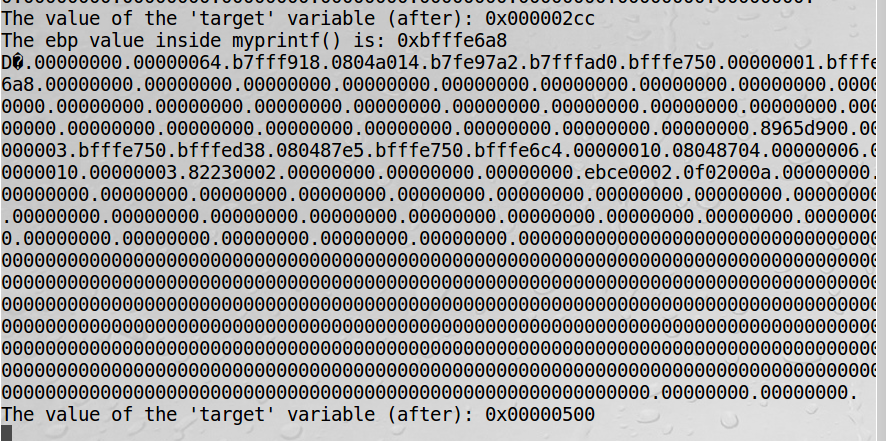 The value of the 'target' variable (after): 0x000002cc
The ebp value inside myprintf() is: 0xbfffe6a8
D�.00000000.00000064.b7fff918.0804a014.b7fe97a2.b7fffad0.bfffe750.00000001.bfffe
6a8.00000000.00000000.00000000.00000000.00000000.00000000.00000000.00000000.0000
0000.00000000.00000000.00000000.00000000.00000000.00000000.00000000.00000000.000
00000.00000000.00000000.00000000.00000000.00000000.00000000.00000000.8965d900.00
000003.bfffe750.bfffed38.080487e5.bfffe750.bfffe6c4.00000010.08048704.00000006.0
0000010.00000003.82230002.00000000.00000000.00000000.ebce0002.0f02000a.00000000.
00000000.00000000.00000000.00000000.00000000.00000000.00000000.00000000.00000000
.00000000.00000000.00000000.00000000.00000000.00000000.00000000.00000000.0000000
0.00000000.00000000.00000000.00000000.00000000.000000000000000000000000000000000
00000000000000000000000000000000000000000000000000000000000000000000000000000000
00000000000000000000000000000000000000000000000000000000000000000000000000000000
00000000000000000000000000000000000000000000000000000000000000000000000000000000
00000000000000000000000000000000000000000000000000000000000000000000000000000000
00000000000000000000000000000000000000000000000000000000000000000000000000000000
00000000000000000000000000000000000000000000000000000000000000000000000000000000
00000000000000000000000000000000000000000000000000000000000.00000000.00000000.
The value of the 'target' variable (after): 0x00000500